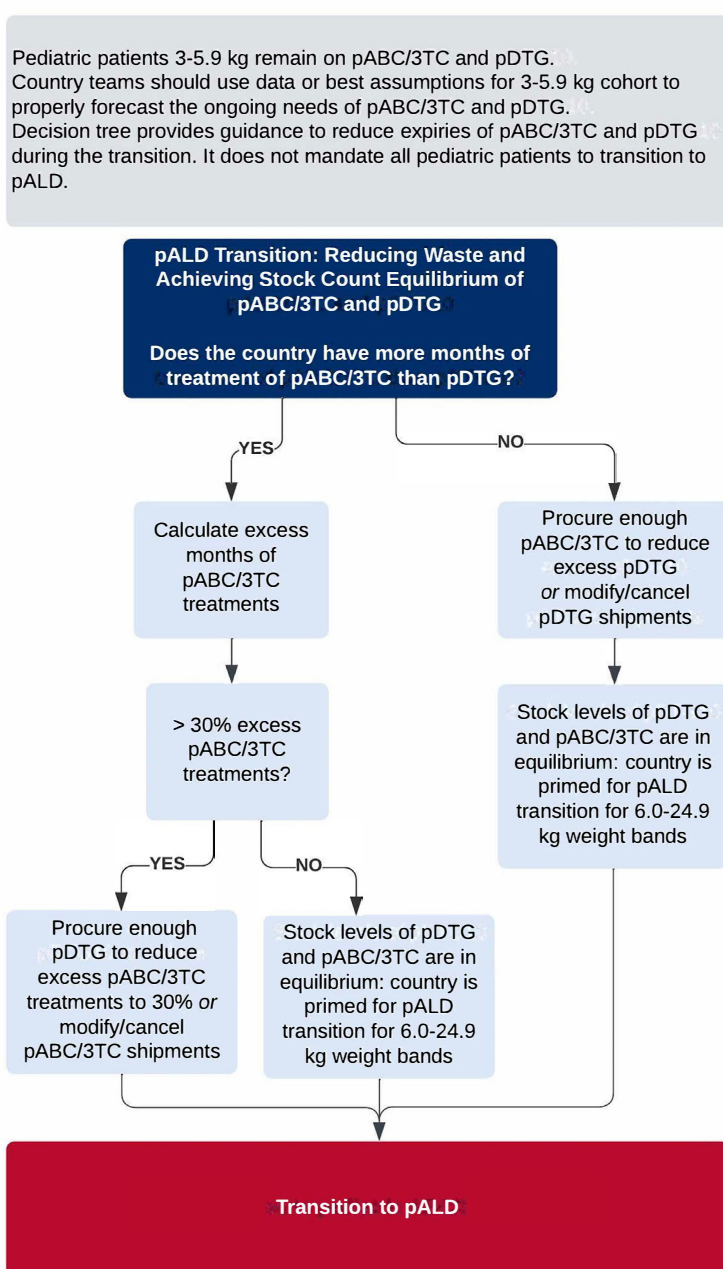 Pediatric patients 3-5.9 kg remain on pABC/3TC and pDTG.
Country teams should use data or best assumptions for 3-5.9 kg cohort to
properly forecast the ongoing needs of pABC/3TC and pDTG.
Decision tree provides guidance to reduce expiries of pABC/3TC and pDTG
during the transition. It does not mandate all pediatric patients to transition to
pALD.
pALD Transition: Reducing Waste and
Achieving Stock Count Equilibrium of
pABC/3TC and pDTG
Does the country have more months of
treatment of pABC/3TC than pDTG?
YES
NO
Calculate excess
months of
pABC/3TC
treatments
Procure enough
pABC/3TC to reduce
excess pDTG
or modify/cancel
pDTG shipments
> 30% excess
pABC/3TC
treatments?
Stock levels of pDTG
and pABC/3TC are in
equilibrium: country is
primed for pALD
transition for 6.0-24.9
kg weight bands
YES
NO
Procure enough
pDTG to reduce
excess pABC/3TC
treatments to 30% or
modify/cancel
pABC/3TC shipments
Stock levels of pDTG
and pABC/3TC are in
equilibrium: country is
primed for pALD
transition for 6.0-24.9
kg weight bands
Transition to pALD